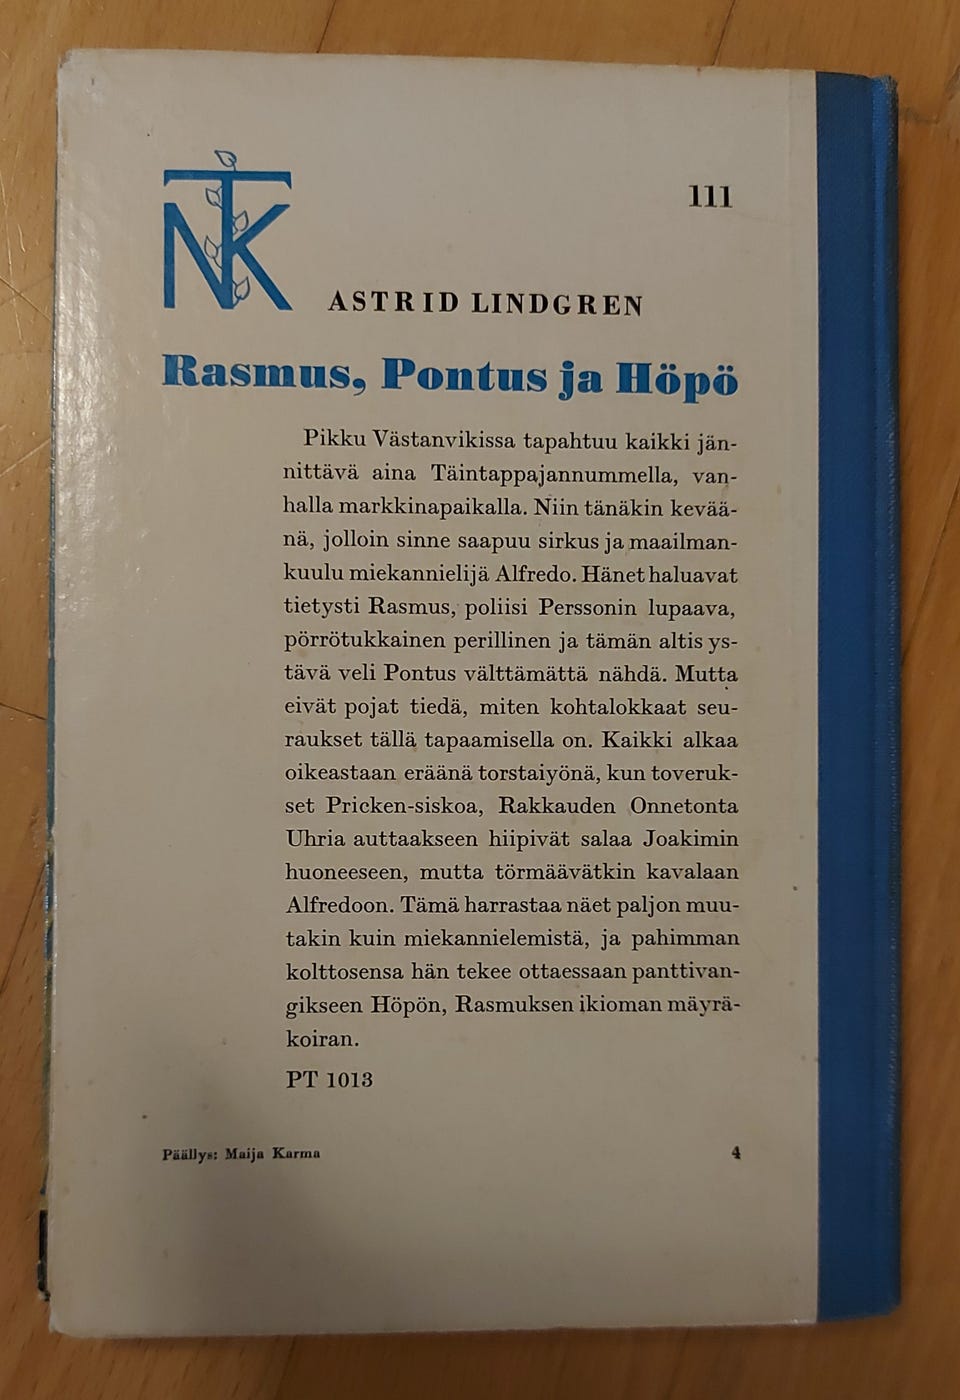 NTK
111
ASTRID LINDGREN
Rasmus, Pontus ja Höpö
Pikku Västanvikissa tapahtuu kaikki jän-
nittävä aina Täintappajannummella, van-
halla markkinapaikalla. Niin tänäkin kevää-
nä, jolloin sinne saapuu sirkus ja maailman-
kuulu miekannielijä Alfredo. Hänet haluavat
tietysti Rasmus, poliisi Perssonin lupaava,
pörrötukkainen perillinen ja tämän altis ys-
tävä veli Pontus välttämättä nähdä. Mutta
eivät pojat tiedä, miten kohtalokkaat seu-
raukset tällä tapaamisella on. Kaikki alkaa
oikeastaan eräänä torstaiyönä, kun toveruk-
set Pricken-siskoa, Rakkauden Onnetonta
Uhria auttaakseen hiipivät salaa Joakimin
huoneeseen, mutta törmäävätkin kavalaan
Alfredoon. Tämä harrastaa näet paljon muu-
takin kuin miekannielemistä, ja pahimman
kolttosensa hän tekee ottaessaan panttivan-
gikseen Höpön, Rasmuksen ikioman mäyrä-
koiran.
PT 1013
Päällys: Maija Karma
4